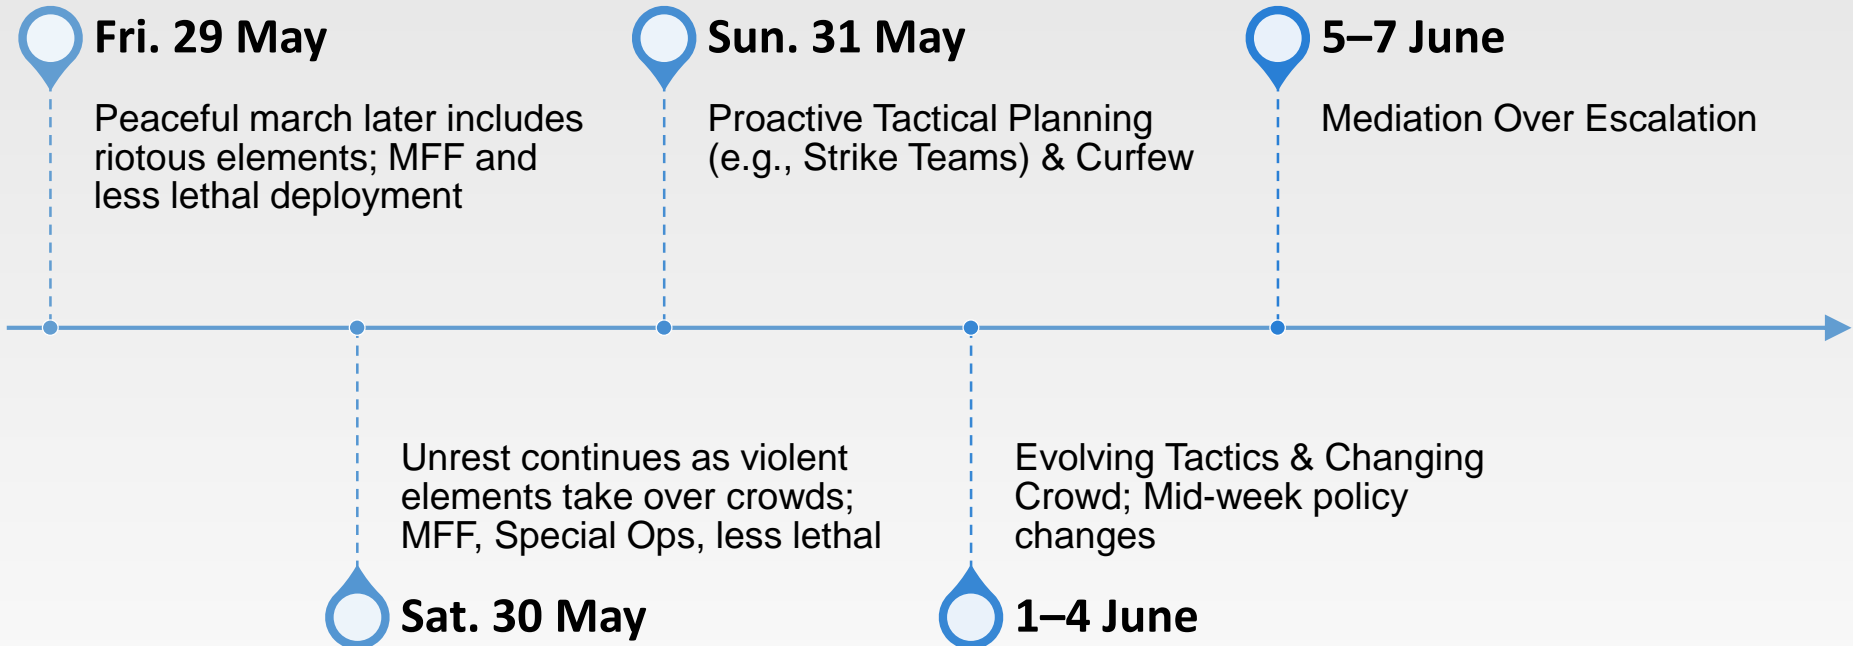 Fri. 29 May
Peaceful march later includes
riotous elements; MFF and
less lethal deployment
Sun. 31 May
Proactive Tactical Planning
(e.g., Strike Teams) & Curfew
5–7 June
Mediation Over Escalation
Unrest continues as violent
elements take over crowds;
MFF, Special Ops, less lethal
Sat. 30 May
Evolving Tactics & Changing
Crowd; Mid-week policy
changes
1–4 June